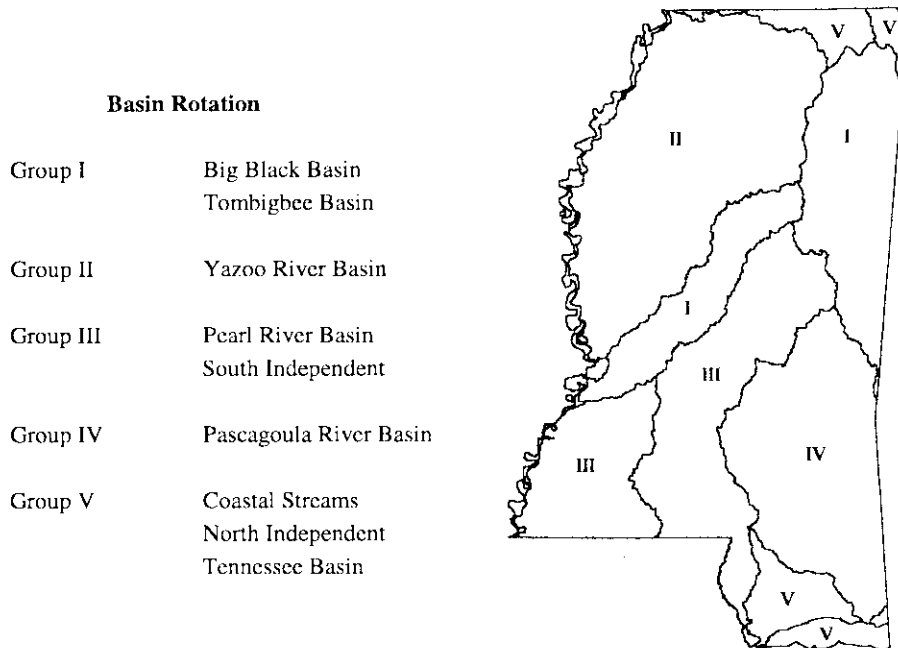 Basin Rotation
Group I Big Black Basin
Tombigbee Basin
Group II Yazoo River Basin
Group III Pearl River Basin
South Independent
Group IV Pascagoula River Basin
Group V Coastal Streams
North Independent
Tennessee Basin
V V
II I
I
III
III IV
V
V